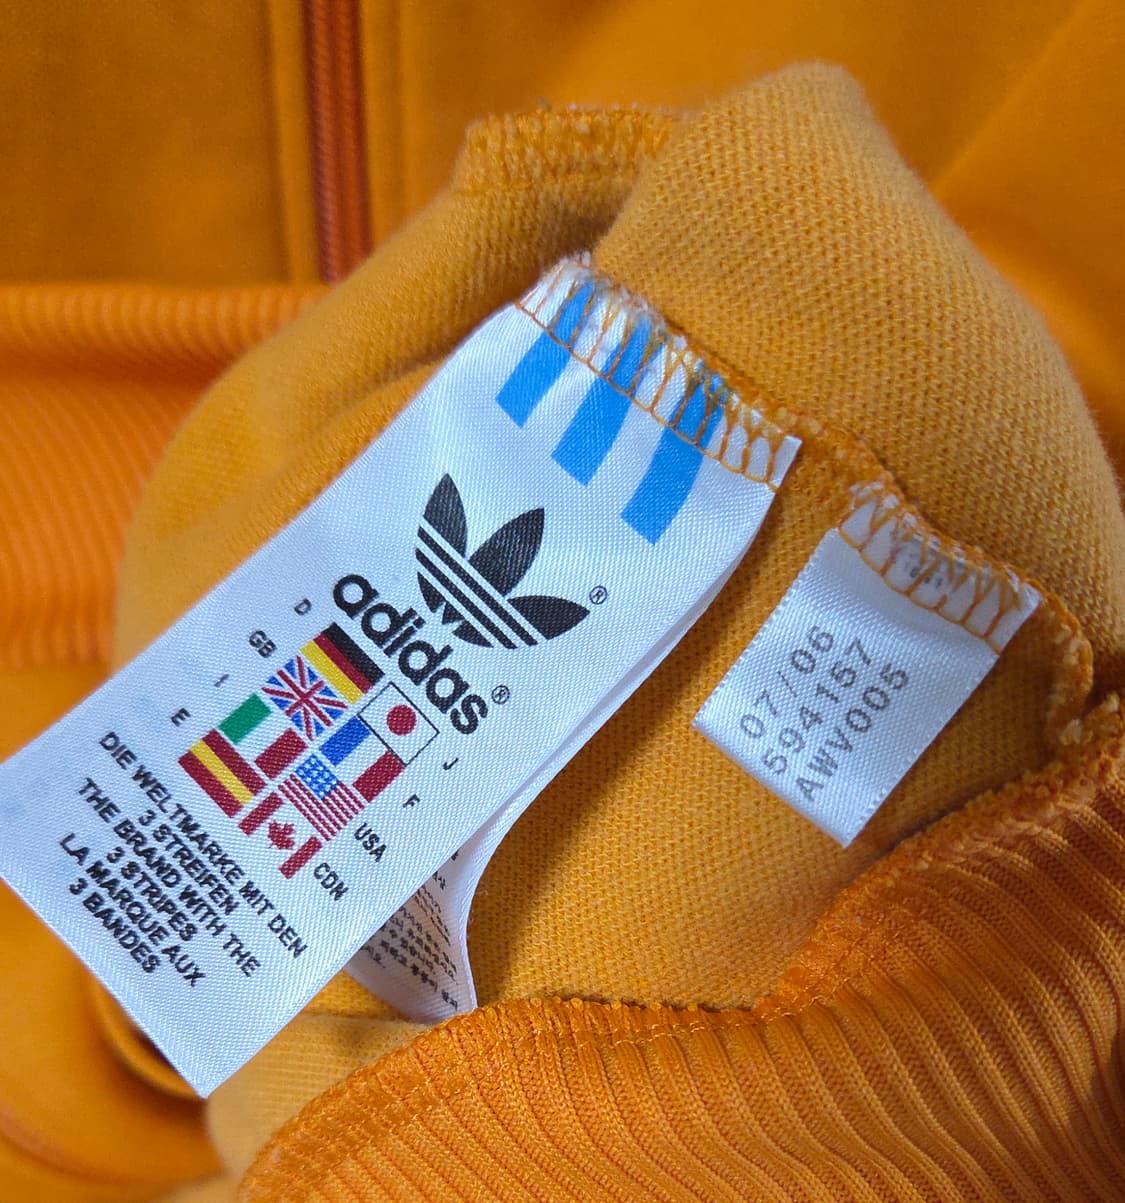 adidas®
®
D
GB
I
E
J
F
USA
CDN
DIE WELTMARKE MIT DEN
3 STREIFEN
THE BRAND WITH THE
3 STRIPES
LA MARQUE AUX
3 BANDES
07/06
594157
AWV005